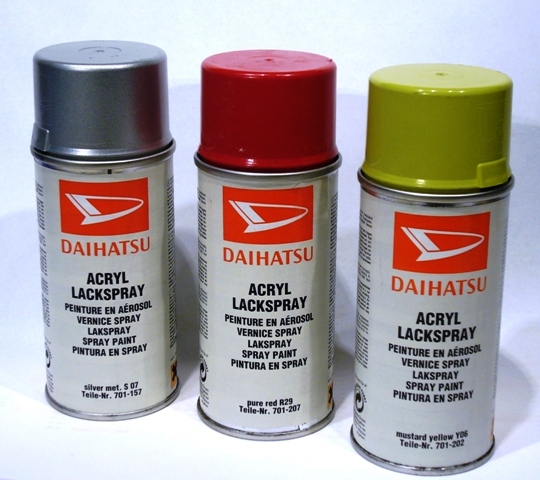 DAIHATSU
ACRYL
LACKSPRAY
PEINTURE EN AÉROSOL
VERNICE SPRAY
LAKSPRAY
SPRAY PAINT
PINTURA EN SPRAY
silver met. S 07
Teile-Nr. 701-157
DAIHATSU
ACRYL
LACKSPRAY
PEINTURE EN AÉROSOL
VERNICE SPRAY
LAKSPRAY
SPRAY PAINT
PINTURA EN SPRAY
pure red R29
Teile-Nr. 701-207
DAIHATSU
ACRYL
LACKSPRAY
PEINTURE EN AÉROSOL
VERNICE SPRAY
LAKSPRAY
SPRAY PAINT
PINTURA EN SPRAY
mustard yellow Y06
Teile-Nr. 701-202